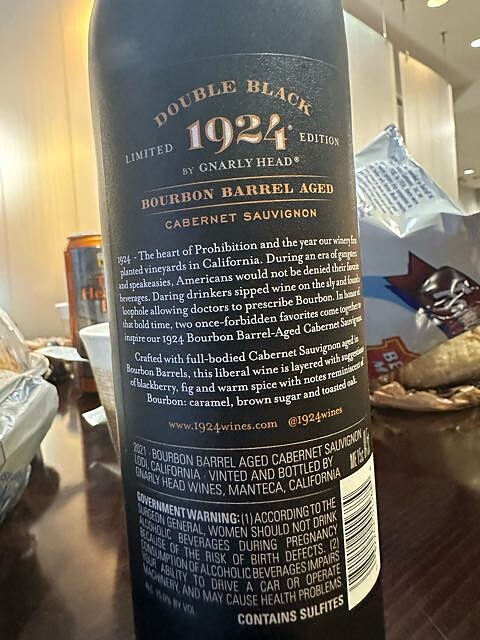 DOUBLE BLACK
LIMITED 1924® EDITION
BY GNARLY HEAD®
BOURBON BARREL AGED
CABERNET SAUVIGNON
1924 - The heart of Prohibition and the year our winery first
planted vineyards in California. During an era of gangsters
and speakeasies, Americans would not be denied their favorite
beverages. Daring drinkers sipped wine on the sly and found a
loophole allowing doctors to prescribe Bourbon. In honor of
that bold time, two once-forbidden favorites come together to
inspire our 1924 Bourbon Barrel-Aged Cabernet Sauvignon.
Crafted with full-bodied Cabernet Sauvignon aged in
Bourbon Barrels, this liberal wine is layered with suggestions
of blackberry, fig and warm spice with notes reminiscent of
Bourbon: caramel, brown sugar and toasted oak.
www.1924wines.com @1924wines
2021 · BOURBON BARREL AGED CABERNET SAUVIGNON
LODI, CALIFORNIA · VINTED AND BOTTLED BY
GNARLY HEAD WINES, MANTECA, CALIFORNIA
ME 15¢
GOVERNMENT WARNING: (1) ACCORDING TO THE
SURGEON GENERAL, WOMEN SHOULD NOT DRINK
ALCOHOLIC BEVERAGES DURING PREGNANCY
BECAUSE OF THE RISK OF BIRTH DEFECTS. (2)
CONSUMPTION OF ALCOHOLIC BEVERAGES IMPAIRS
YOUR ABILITY TO DRIVE A CAR OR OPERATE
MACHINERY, AND MAY CAUSE HEALTH PROBLEMS
ALC 15.0% BY VOL
CONTAINS SULFITES